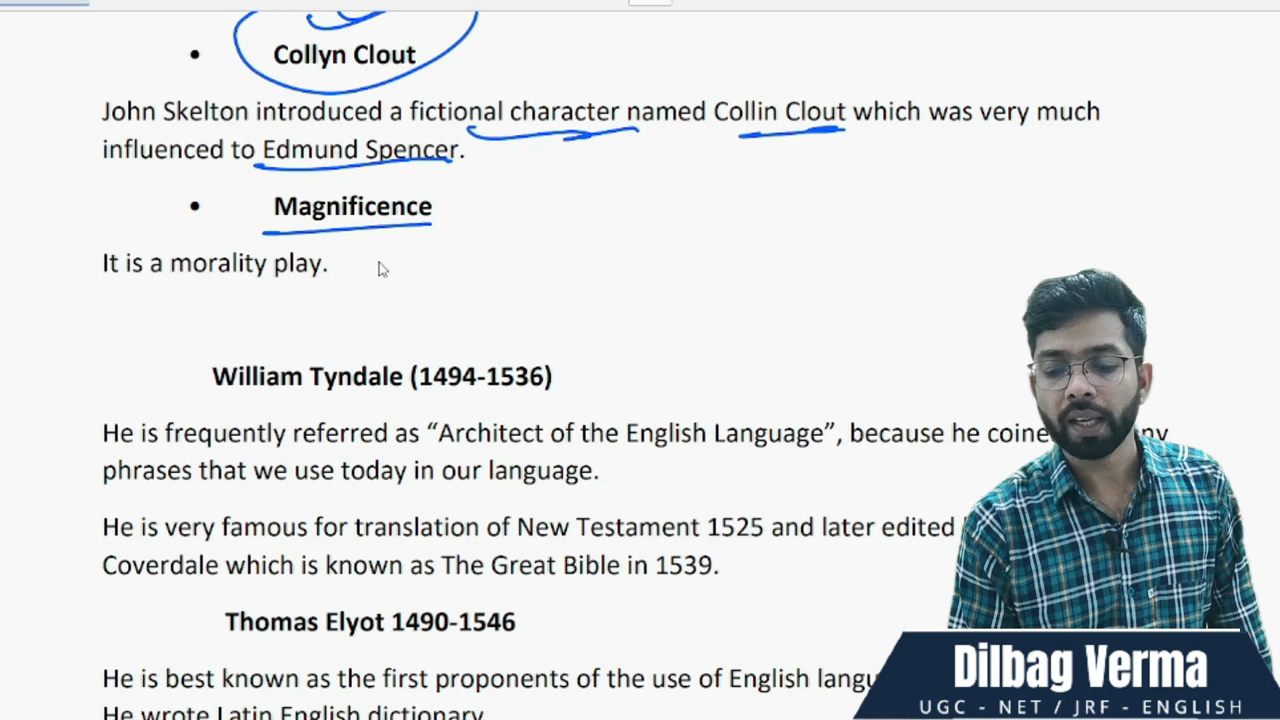 • Collyn Clout
John Skelton introduced a fictional character named Collin Clout which was very much
influenced to Edmund Spencer.
• Magnificence
It is a morality play.
William Tyndale (1494-1536)
He is frequently referred as “Architect of the English Language”, because he coine
phrases that we use today in our language.
He is very famous for translation of New Testament 1525 and later edited
Coverdale which is known as The Great Bible in 1539.
Thomas Elyot 1490-1546
He is best known as the first proponents of the use of English langu
He wrote Latin English dictionary
Dilbag Verma
UGC - NET / JRF - ENGLISH